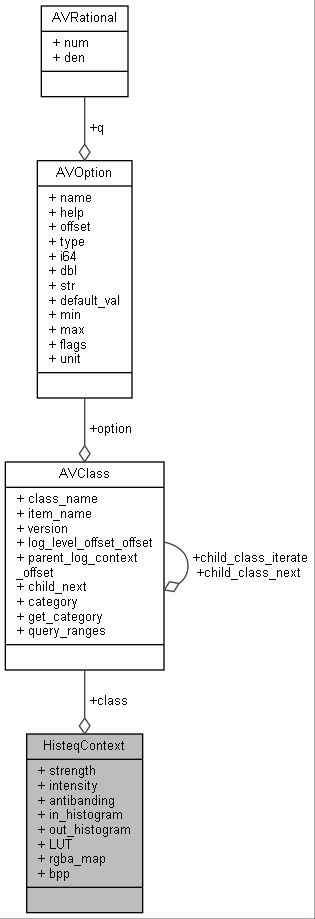 AVRational
+ num
+ den
+q
AVOption
+ name
+ help
+ offset
+ type
+ i64
+ dbl
+ str
+ default_val
+ min
+ max
+ flags
+ unit
+option
AVClass
+ class_name
+ item_name
+ version
+ log_level_offset_offset
+ parent_log_context
_offset
+ child_next
+ category
+ get_category
+ query_ranges
+child_class_iterate
+child_class_next
+class
HisteqContext
+ strength
+ intensity
+ antibanding
+ in_histogram
+ out_histogram
+ LUT
+ rgba_map
+ bpp